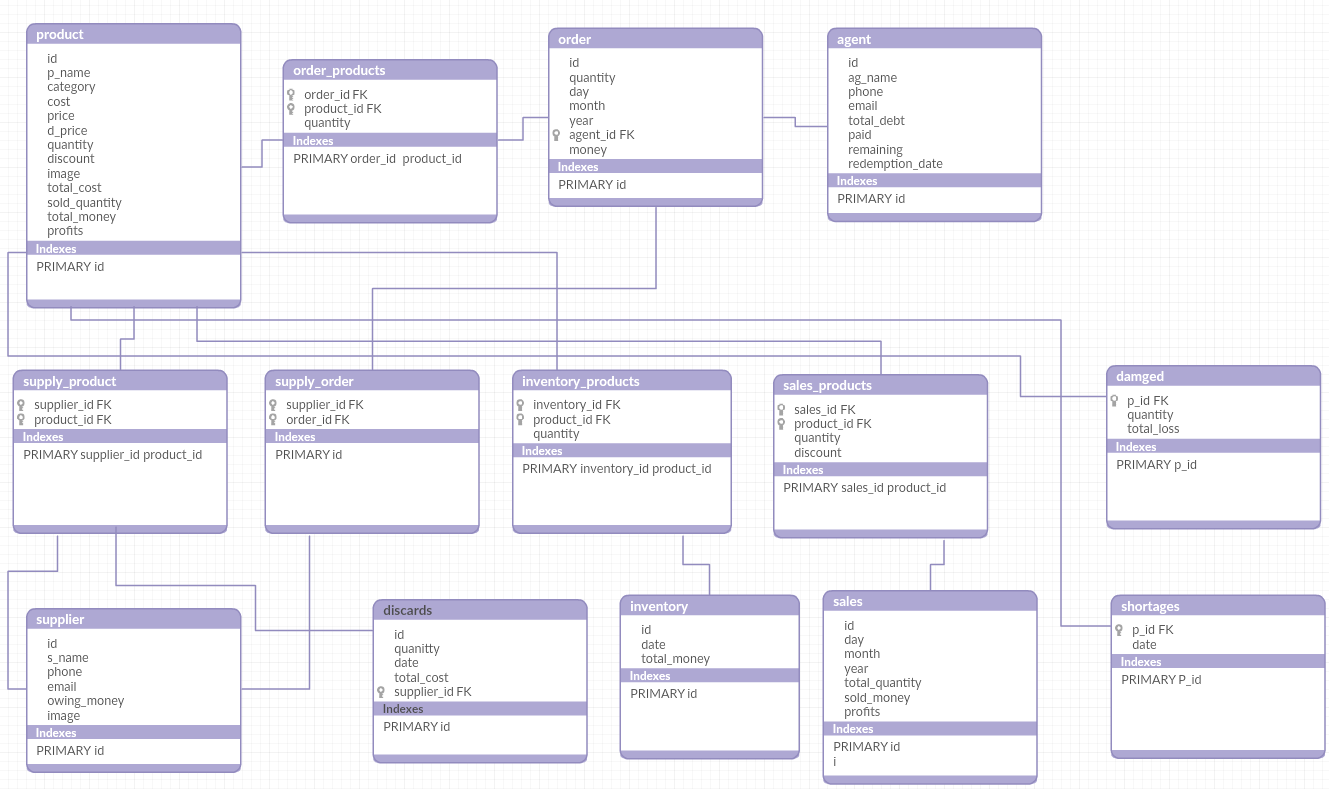 product
id
p_name
category
cost
price
d_price
quantity
discount
image
total_cost
sold_quantity
total_money
profits
Indexes
PRIMARY id
order_products
order_id FK
product_id FK
quantity
Indexes
PRIMARY order_id product_id
order
id
quantity
day
month
year
agent_id FK
money
Indexes
PRIMARY id
agent
id
ag_name
phone
email
total_debt
paid
remaining
redemption_date
Indexes
PRIMARY id
supply_product
supplier_id FK
product_id FK
Indexes
PRIMARY supplier_id product_id
supply_order
supplier_id FK
order_id FK
Indexes
PRIMARY id
inventory_products
inventory_id FK
product_id FK
quantity
Indexes
PRIMARY inventory_id product_id
sales_products
sales_id FK
product_id FK
quantity
discount
Indexes
PRIMARY sales_id product_id
damged
p_id FK
quantity
total_loss
Indexes
PRIMARY p_id
supplier
id
s_name
phone
email
owing_money
image
Indexes
PRIMARY id
discards
id
quanitty
date
total_cost
supplier_id FK
Indexes
PRIMARY id
inventory
id
date
total_money
Indexes
PRIMARY id
sales
id
day
month
year
total_quantity
sold_money
profits
Indexes
PRIMARY id
i
shortages
p_id FK
date
Indexes
PRIMARY P_id